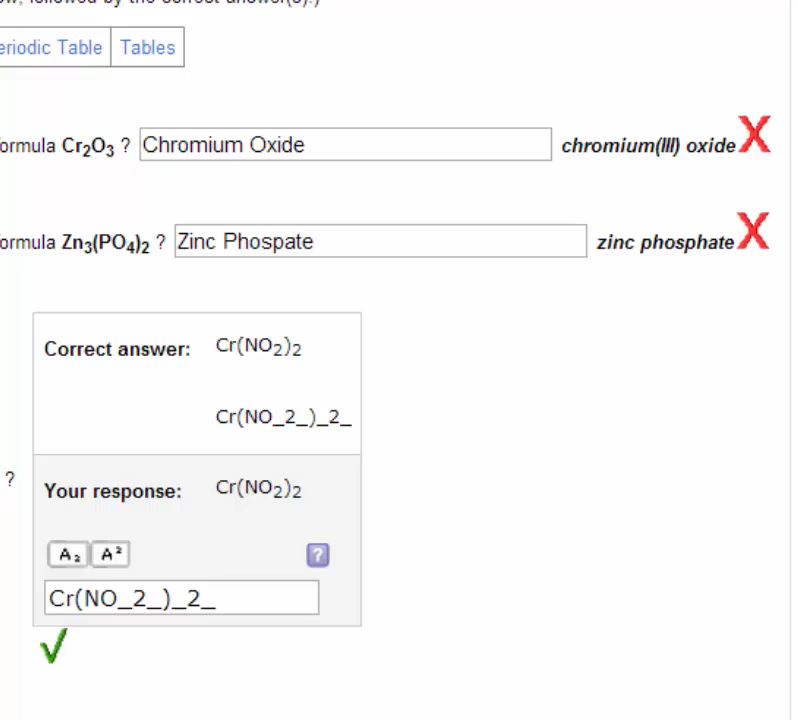 eriodic Table Tables
ormula Cr₂O₃ ? Chromium Oxide chromium(III) oxide
ormula Zn₃(PO₄)₂ ? Zinc Phospate zinc phosphate
Correct answer: Cr(NO₂)₂
Cr(NO_2_)_2_
?
Your response: Cr(NO₂)₂
A₂ A² ?
Cr(NO_2_)_2_